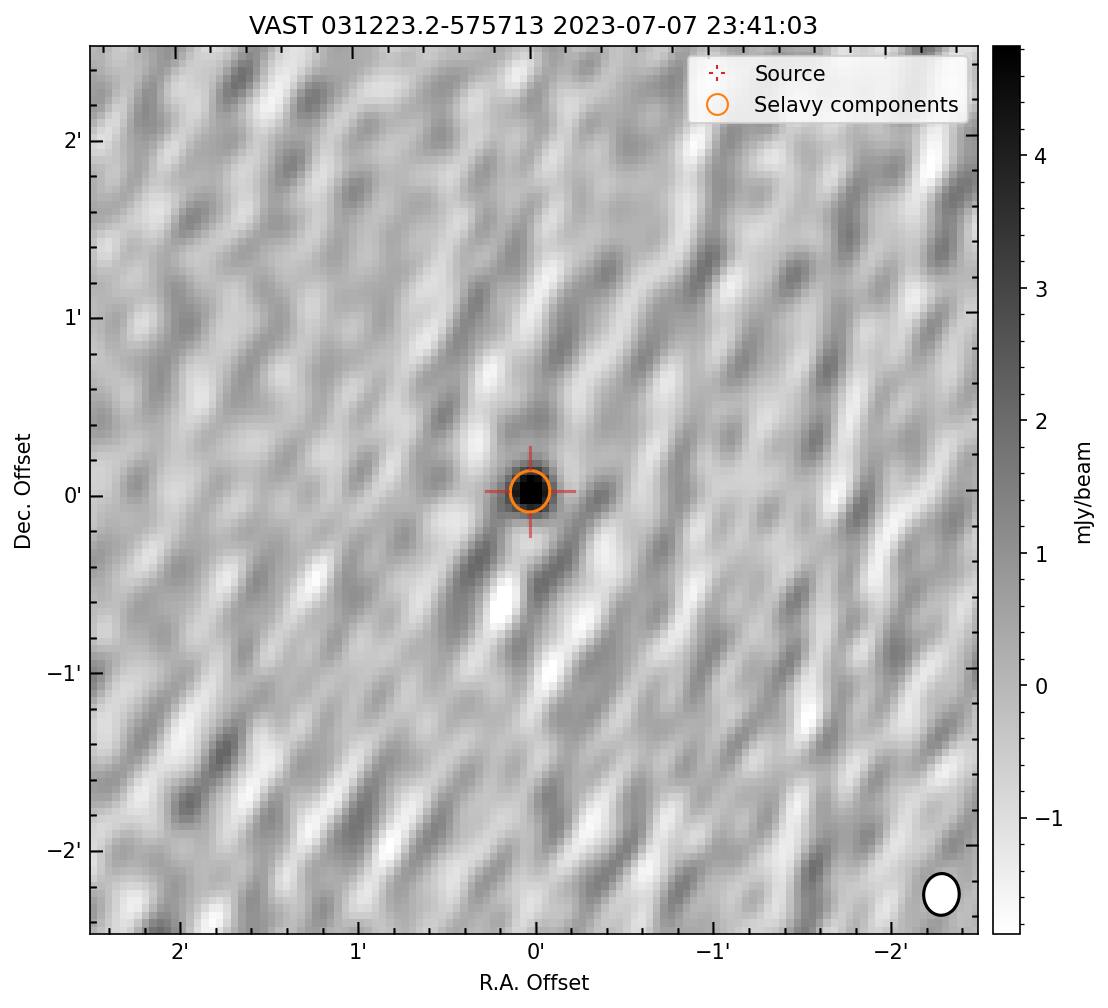 VAST 031223.2-575713 2023-07-07 23:41:03
Source
Selavy components
2'
1'
0'
−1'
−2'
Dec. Offset
2'
1'
0'
−1'
−2'
R.A. Offset
4
3
2
1
0
−1
mJy/beam